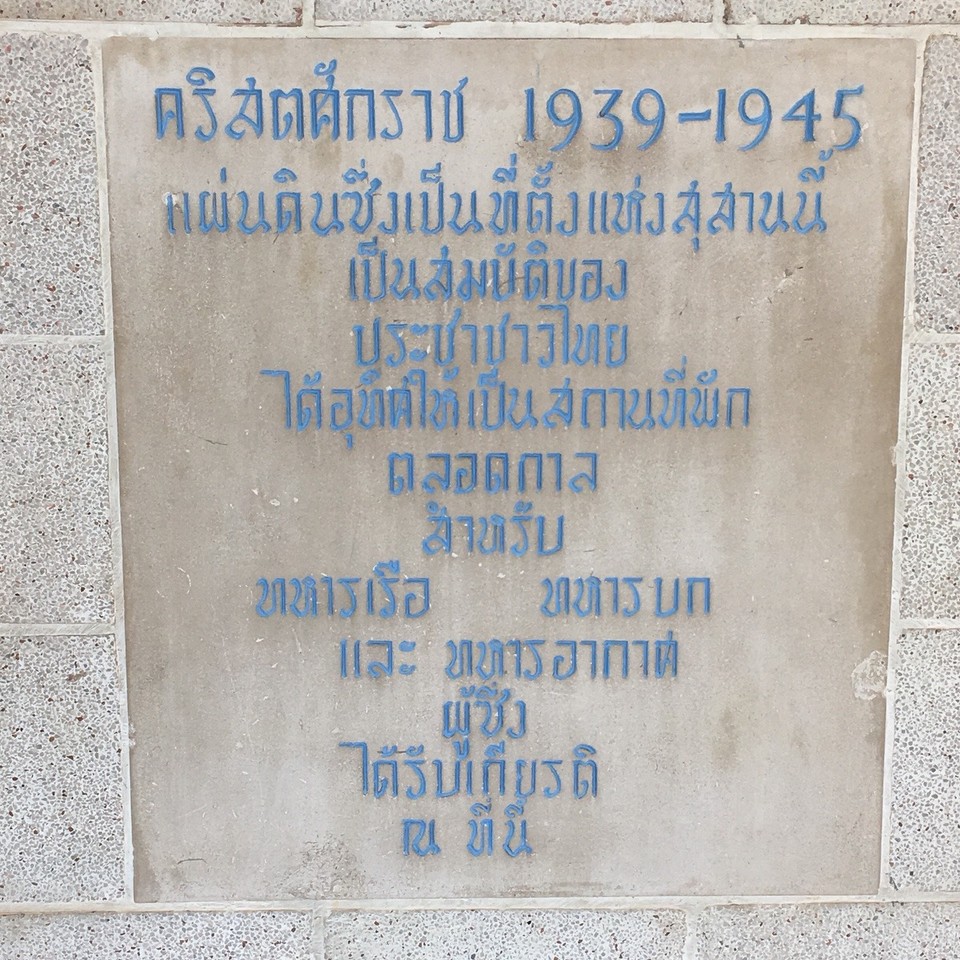 คริสตศักราช 1939-1945
แผ่นดินซึ่งเป็นที่ตั้งแห่งสุสานนี้
เป็นสมบัติของ
ประชาชาวไทย
ได้อุทิศให้เป็นสถานที่พัก
ตลอดกาล
สำหรับ
ทหารเรือ ทหารบก
และ ทหารอากาศ
ผู้ซึ่ง
ได้รับเกียรติ
ณ ที่นี้